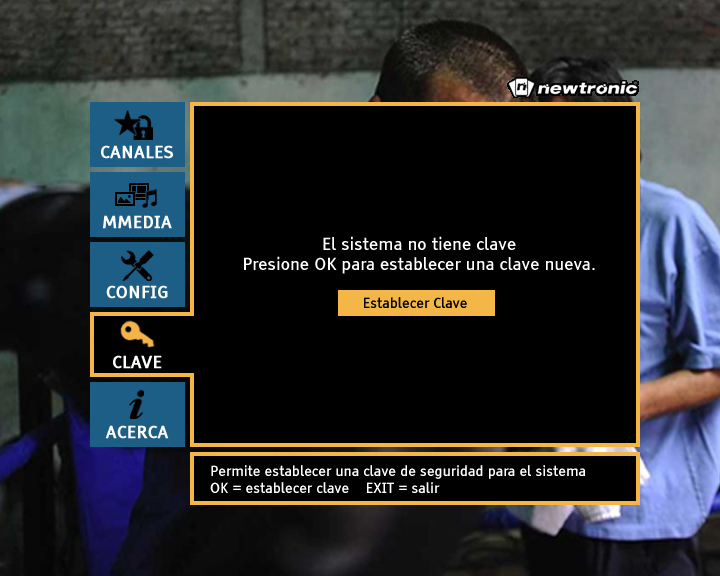 newtronic
CANALES
MMEDIA
CONFIG
CLAVE
ACERCA
El sistema no tiene clave
Presione OK para establecer una clave nueva.
Establecer Clave
Permite establecer una clave de seguridad para el sistema
OK = establecer clave    EXIT = salir